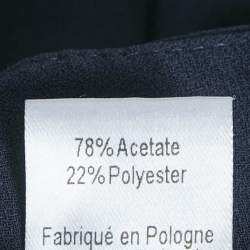 78% Acetate
22% Polyester
Fabriqué en Pologne